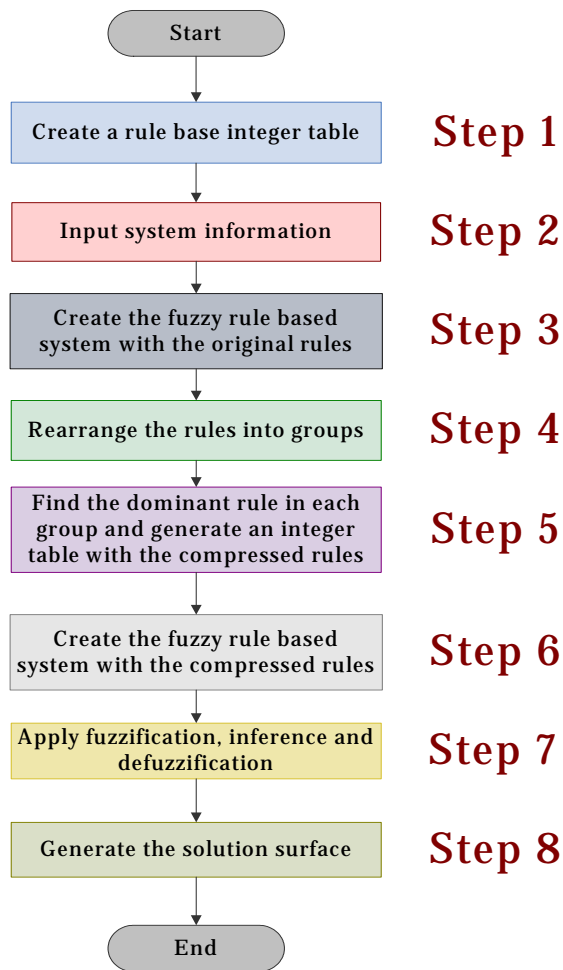 Start
Create a rule base integer table
Step 1
Input system information
Step 2
Create the fuzzy rule based
system with the original rules
Step 3
Rearrange the rules into groups
Step 4
Find the dominant rule in each
group and generate an integer
table with the compressed rules
Step 5
Create the fuzzy rule based
system with the compressed rules
Step 6
Apply fuzzification, inference and
defuzzification
Step 7
Generate the solution surface
Step 8
End